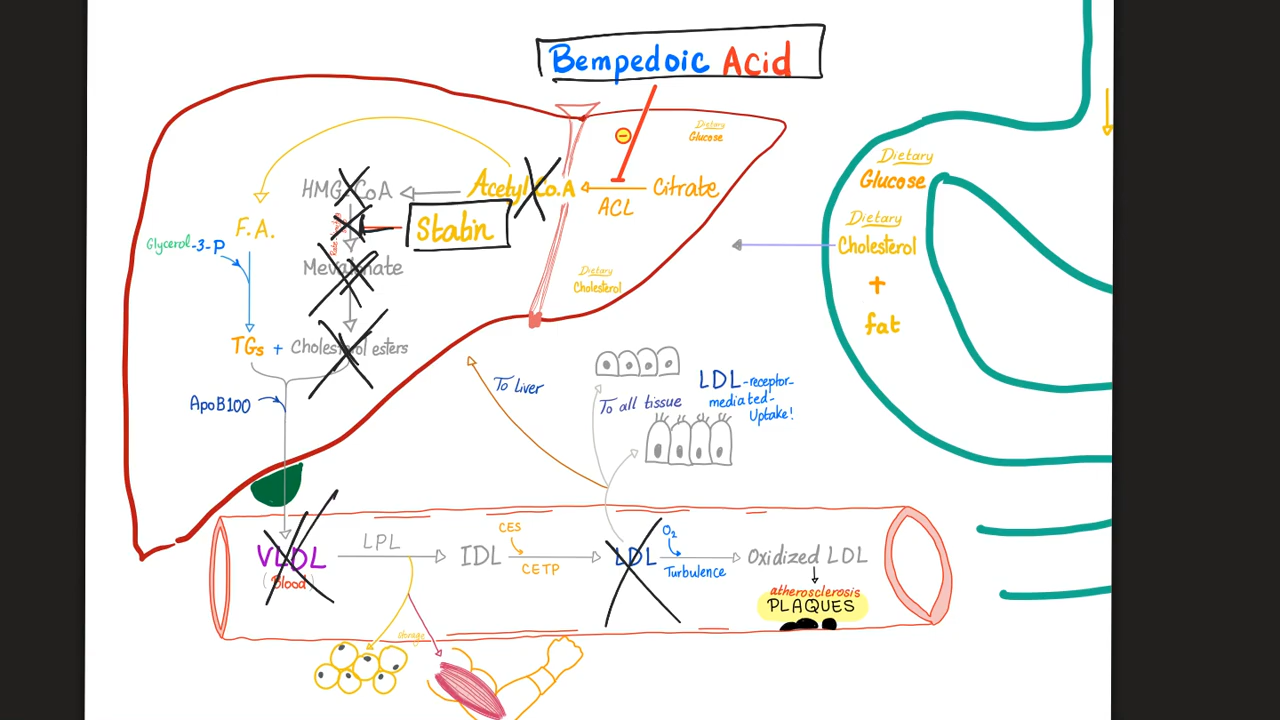 Bempedoic Acid
Dietary
Glucose
HMG CoA
Acetyl Co.A
Citrate
ACL
F.A.
Statin
Glycerol-3-P
Mevalonate
Dietary
Cholesterol
TGs + Cholesterol esters
ApoB100
Dietary
Glucose
Dietary
Cholesterol
+
fat
To liver
To all tissue
LDL-receptor-
mediated-
Uptake!
VLDL
(Blood)
LPL
IDL
CES
CETP
LDL
O2
Turbulence
Oxidized LDL
atherosclerosis
PLAQUES
Storage